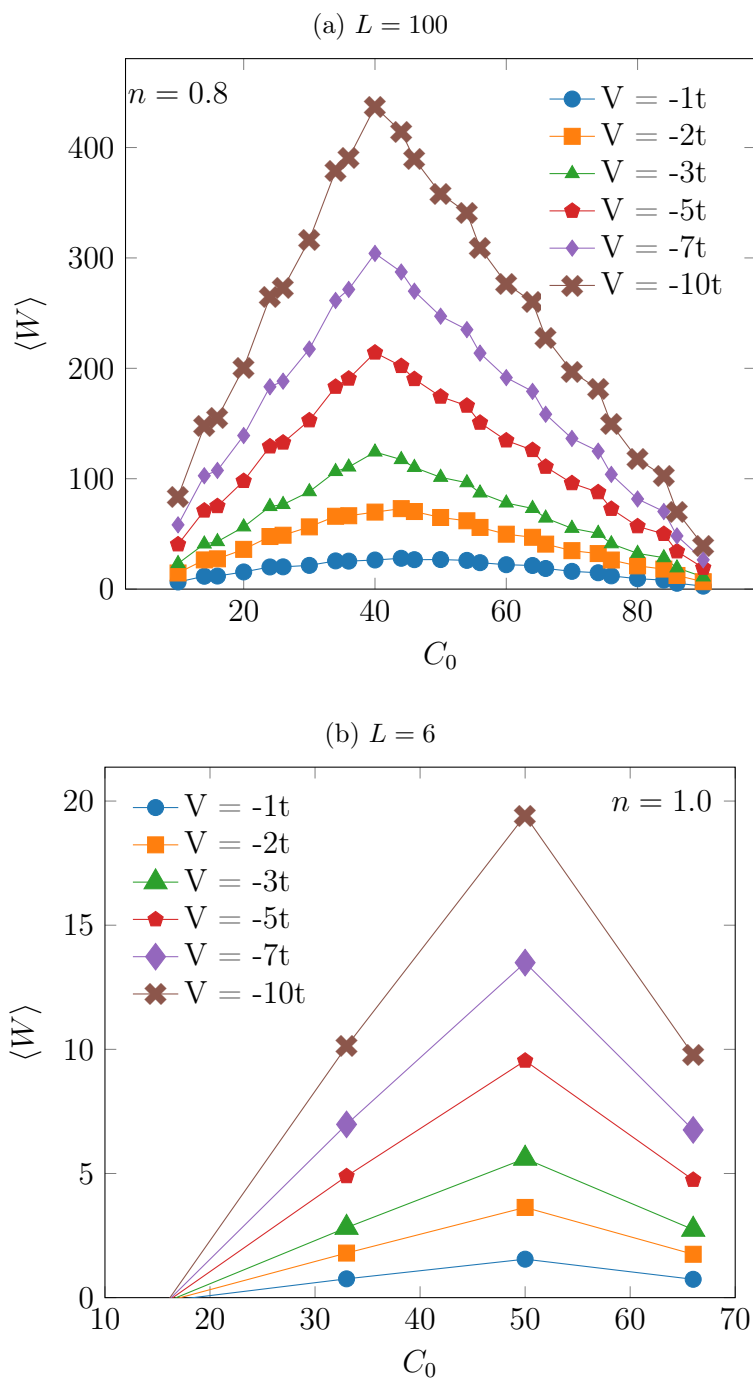 (a) L = 100
n = 0.8
V = -1t
V = -2t
V = -3t
V = -5t
V = -7t
V = -10t
400
300
200
100
0
⟨W⟩
20 40 60 80
C₀
(b) L = 6
n = 1.0
V = -1t
V = -2t
V = -3t
V = -5t
V = -7t
V = -10t
20
15
10
5
0
⟨W⟩
10 20 30 40 50 60 70
C₀